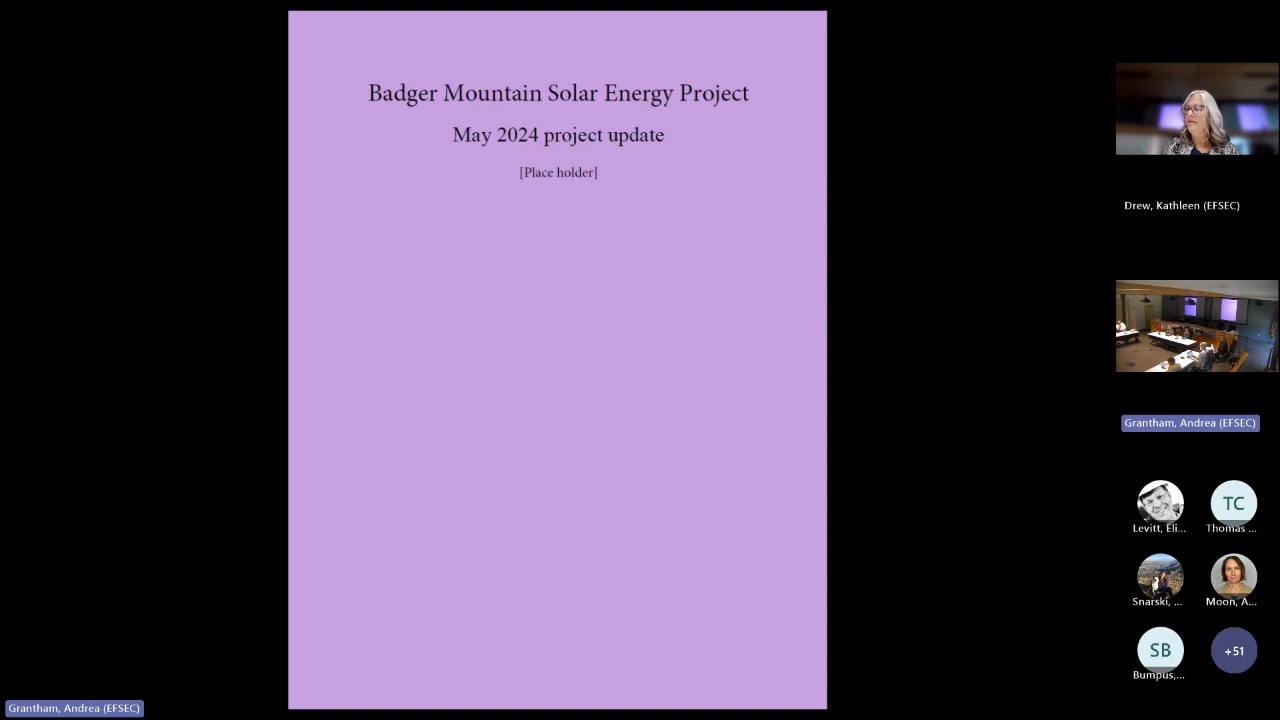 Badger Mountain Solar Energy Project
May 2024 project update
[Place holder]
Drew, Kathleen (EFSEC)
Grantham, Andrea (EFSEC)
Levitt, Eli...
TC
Thomas ...
Snarski, ...
Moon, A...
SB
Bumpus,...
+51
Grantham, Andrea (EFSEC)